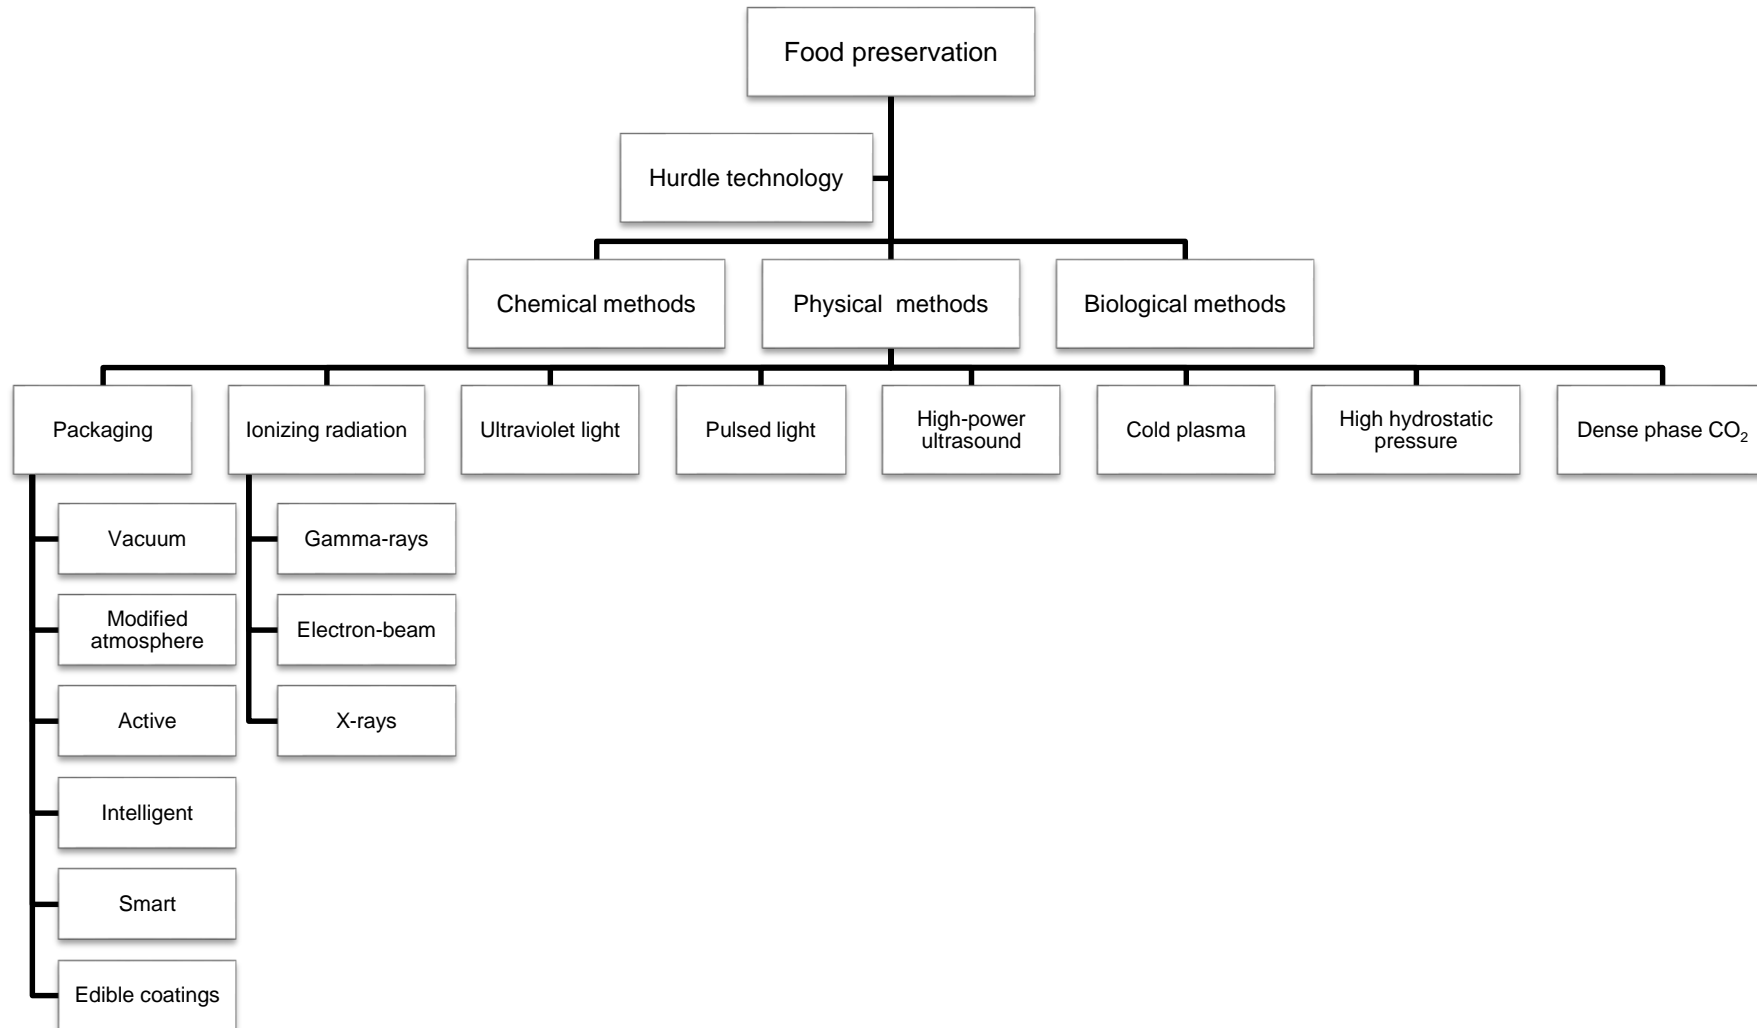 Food preservation
Hurdle technology
Chemical methods
Physical  methods
Biological methods
Packaging
Ionizing radiation
Ultraviolet light
Pulsed light
High-power
ultrasound
Cold plasma
High hydrostatic
pressure
Dense phase CO₂
Vacuum
Modified
atmosphere
Active
Intelligent
Smart
Edible coatings
Gamma-rays
Electron-beam
X-rays